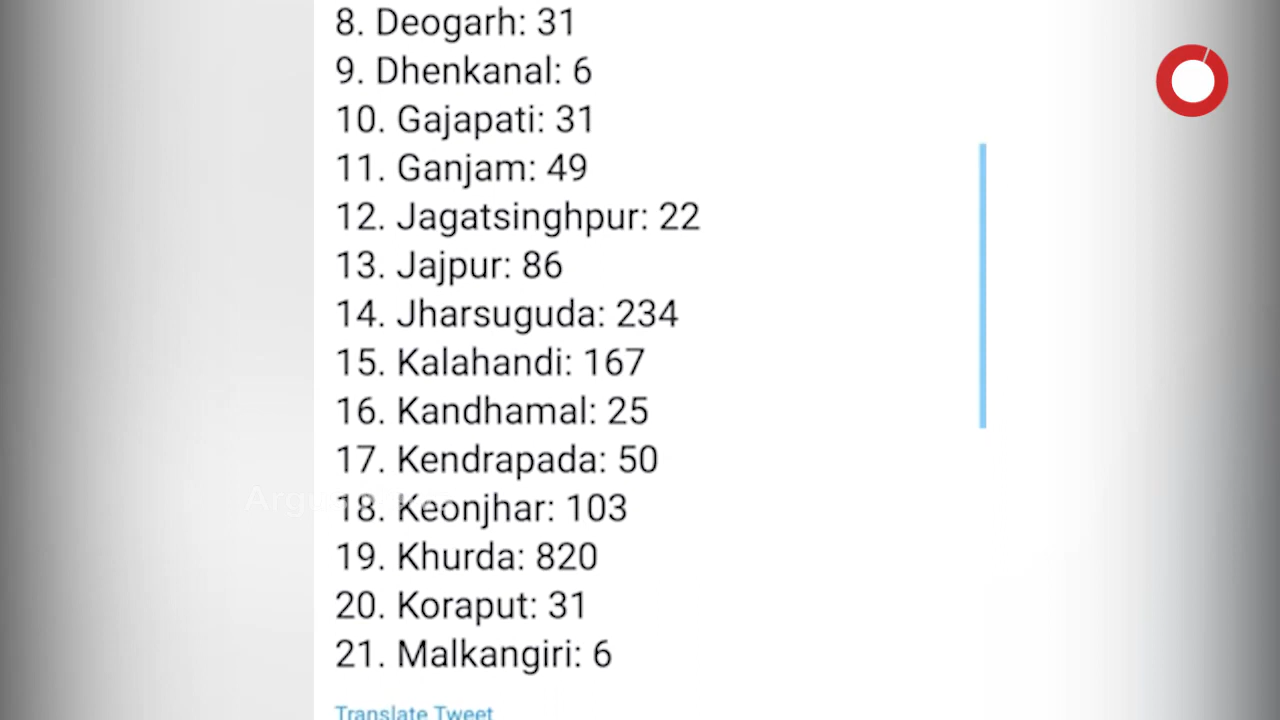 8. Deogarh: 31
9. Dhenkanal: 6
10. Gajapati: 31
11. Ganjam: 49
12. Jagatsinghpur: 22
13. Jajpur: 86
14. Jharsuguda: 234
15. Kalahandi: 167
16. Kandhamal: 25
17. Kendrapada: 50
18. Keonjhar: 103
19. Khurda: 820
20. Koraput: 31
21. Malkangiri: 6
Translate Tweet